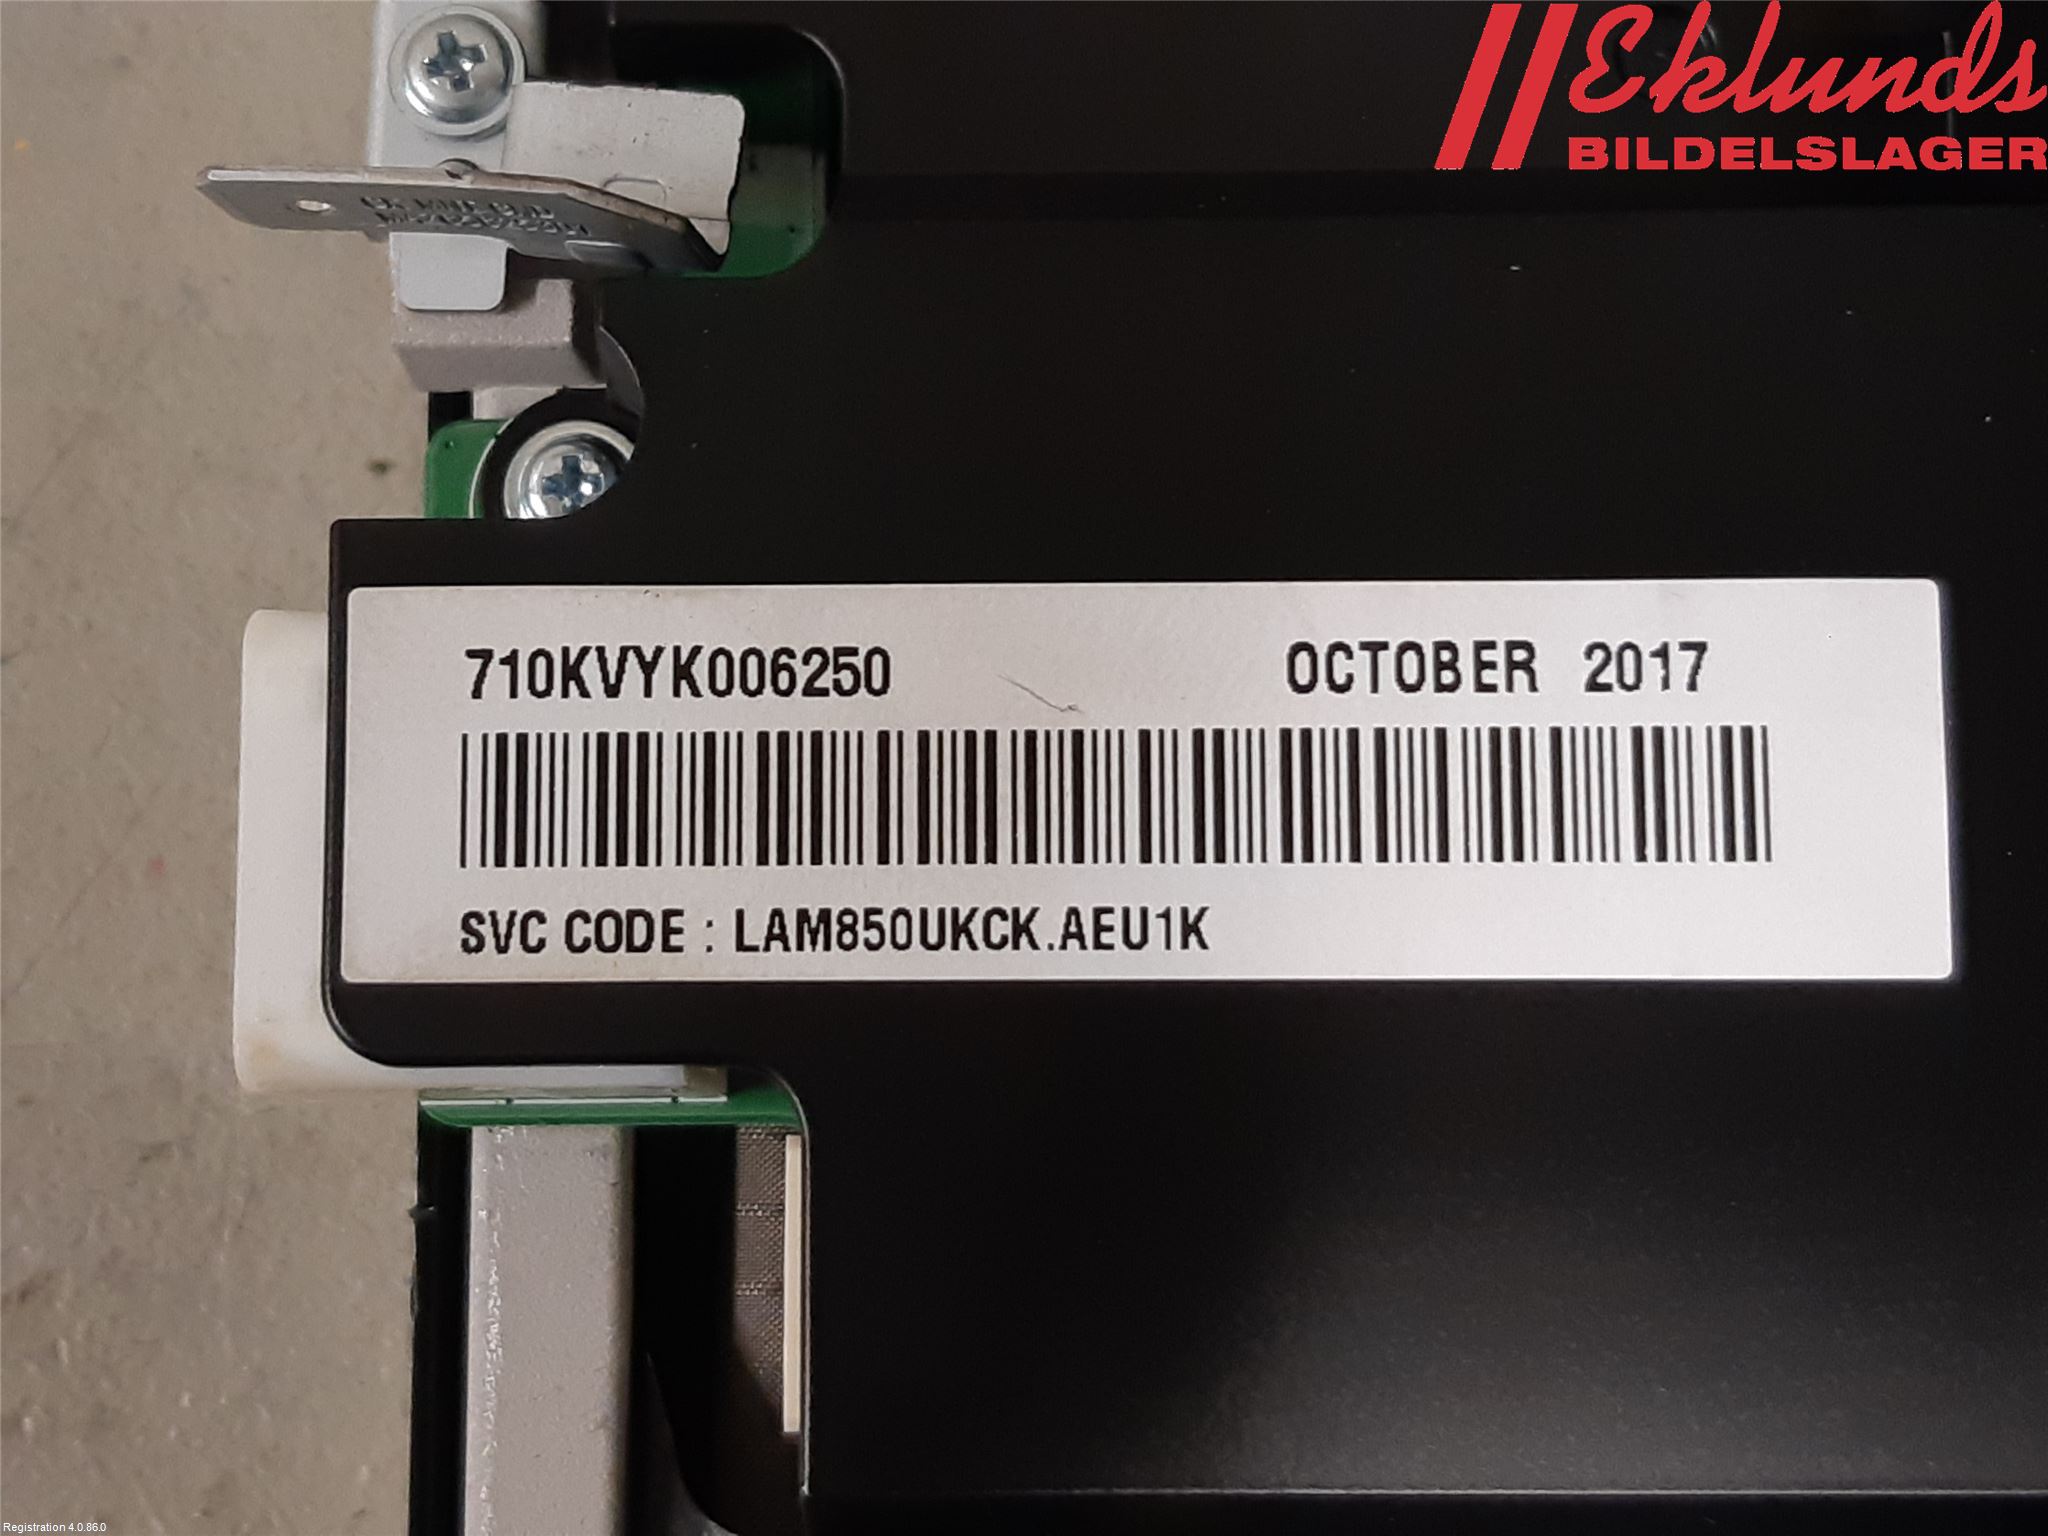 Eklunds
BILDELSLAGER
710KVYK006250 OCTOBER 2017
SVC CODE : LAM850UKCK.AEU1K
Registration 4.0.86.0